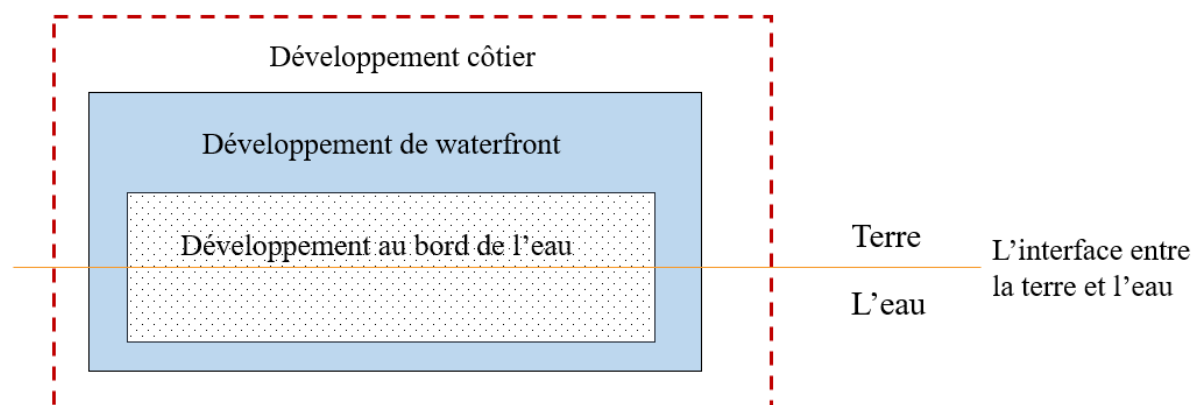 Développement côtier
Développement de waterfront
Développement au bord de l’eau
Terre
L’eau
L’interface entre
la terre et l’eau